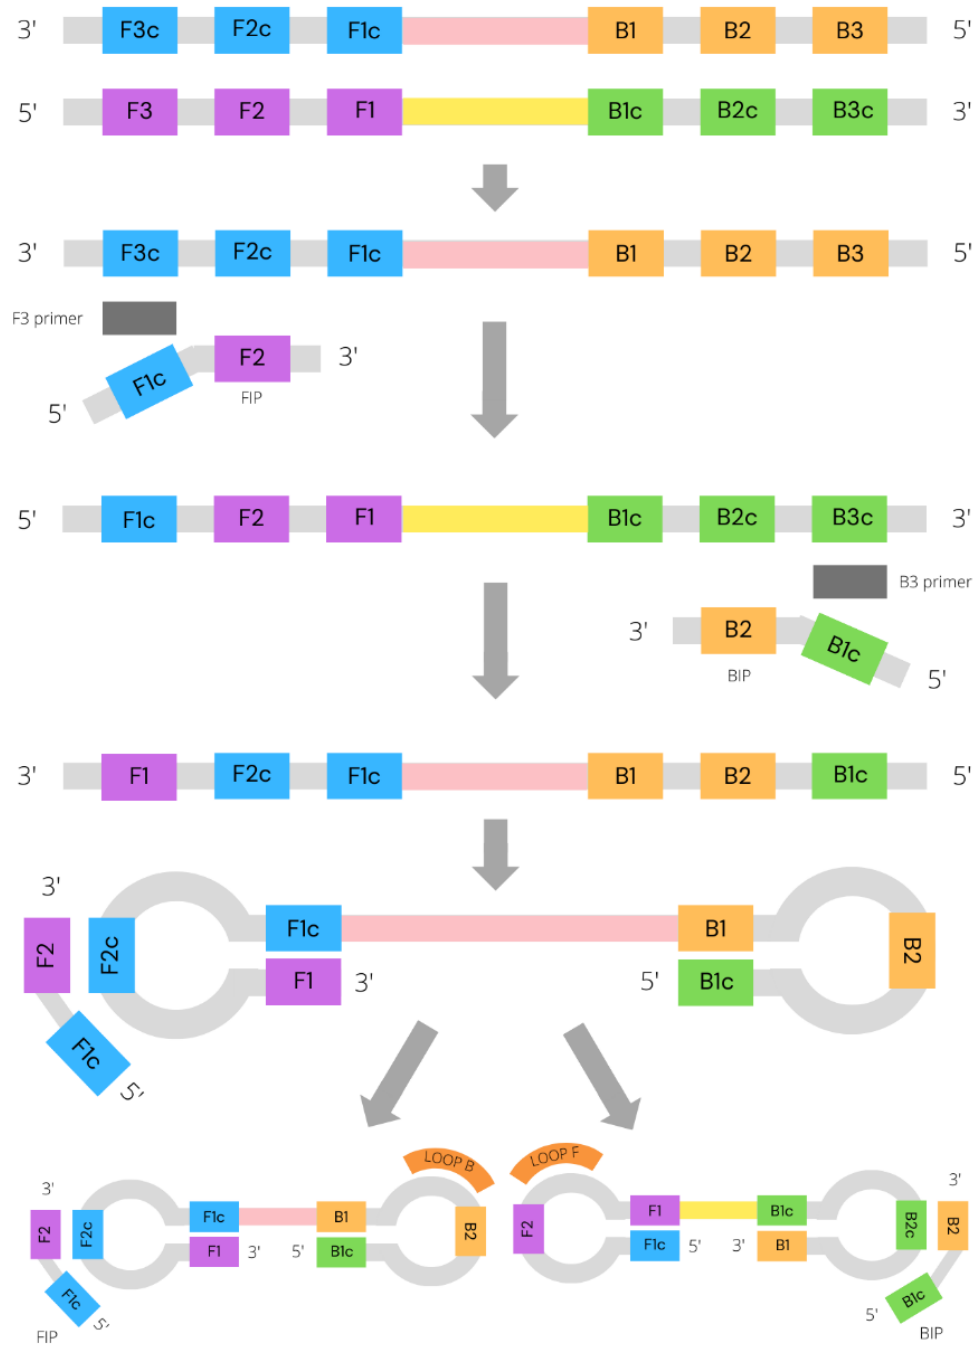 3' F3c F2c F1c B1 B2 B3 5'
5' F3 F2 F1 B1c B2c B3c 3'
3' F3c F2c F1c B1 B2 B3 5'
F3 primer
F2 3'
F1c
5'
FIP
5' F1c F2 F1 B1c B2c B3c 3'
B3 primer
3' B2 B1c
BIP
5'
3' F1 F2c F1c B1 B2 B1c 5'
3'
F1c B1
F2 F2c B2
F1 3' 5' B1c
F1c
5'
LOOP B LOOP F
3' 3'
F1c B1 F1 B1c
F2 F2c B2 F2 B2c B2
F1 3' 5' B1c F1c 5' 3' B1
F1c 5' 5' B1c
FIP BIP